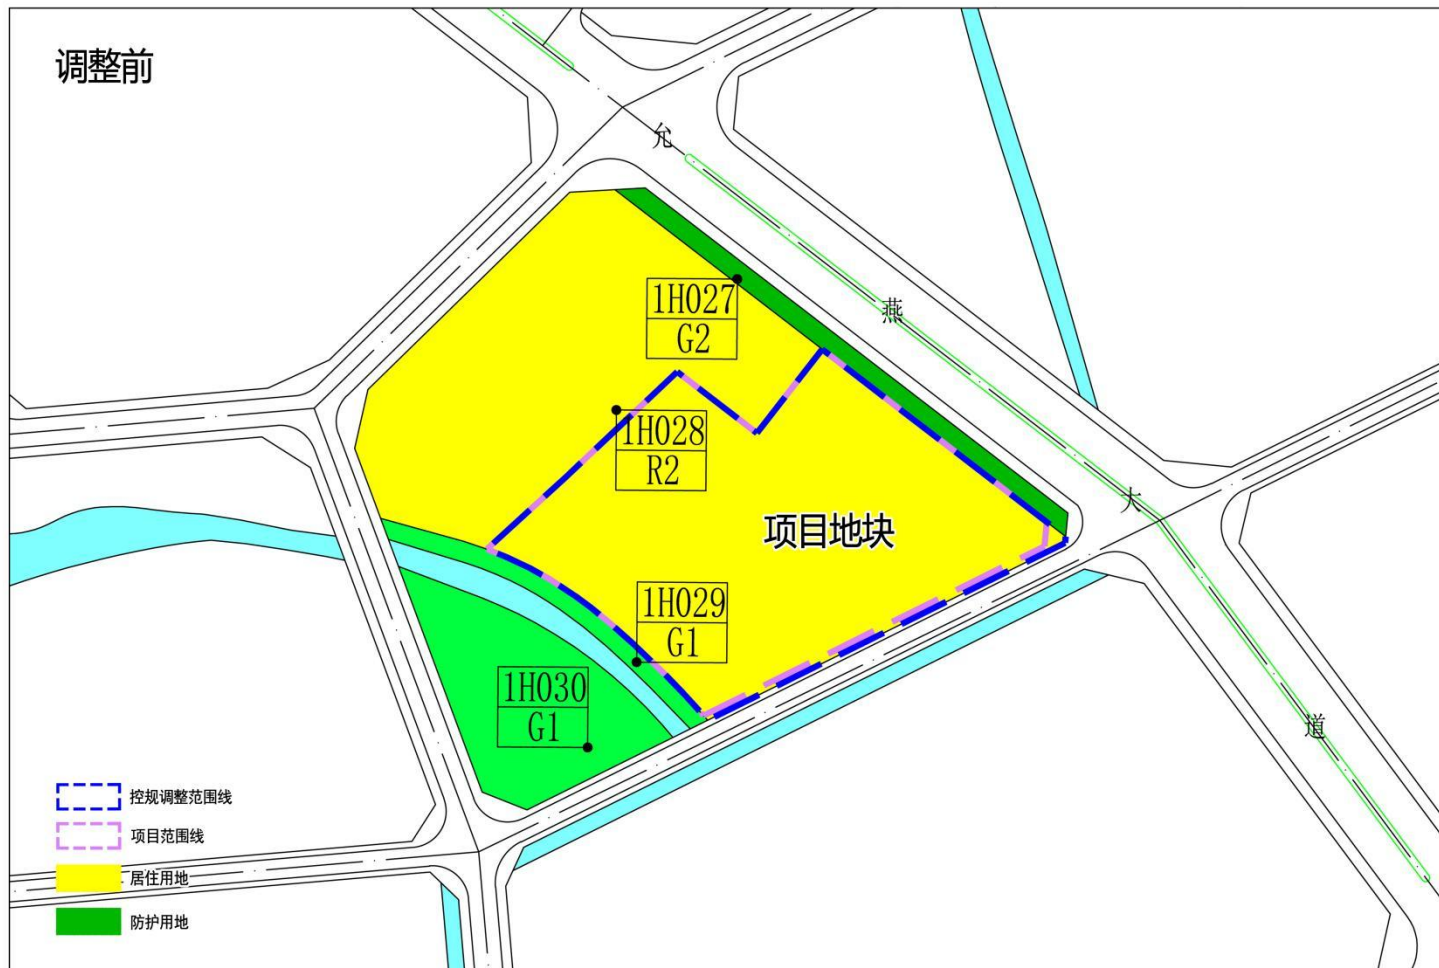 调整前
允
燕
大
道
1H027
G2
1H028
R2
项目地块
1H029
G1
1H030
G1
控规调整范围线
项目范围线
居住用地
防护用地